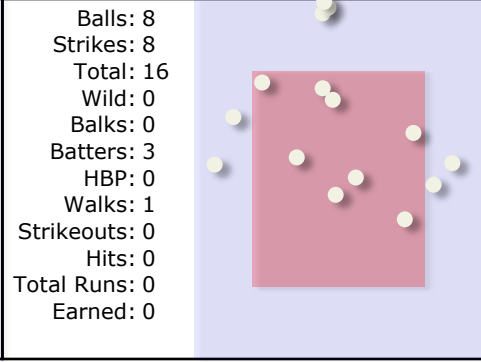 Balls: 8
Strikes: 8
Total: 16
Wild: 0
Balks: 0
Batters: 3
HBP: 0
Walks: 1
Strikeouts: 0
Hits: 0
Total Runs: 0
Earned: 0